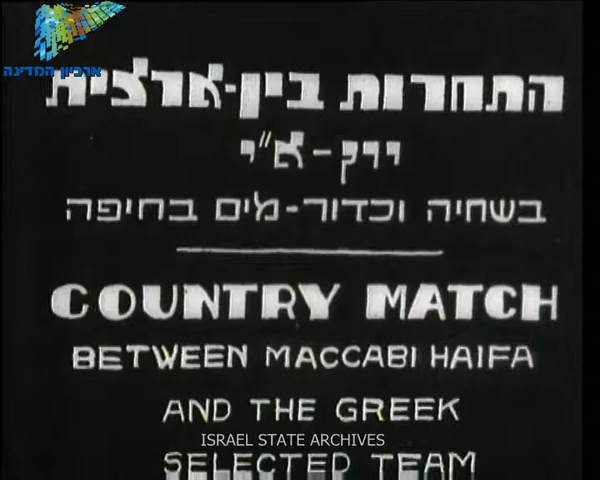 ארכיון המדינה
התחרות בין-ארצית
יון-א"י
בשחיה וכדור-מים בחיפה
COUNTRY MATCH
BETWEEN MACCABI HAIFA
AND THE GREEK
ISRAEL STATE ARCHIVES
SELECTED TEAM